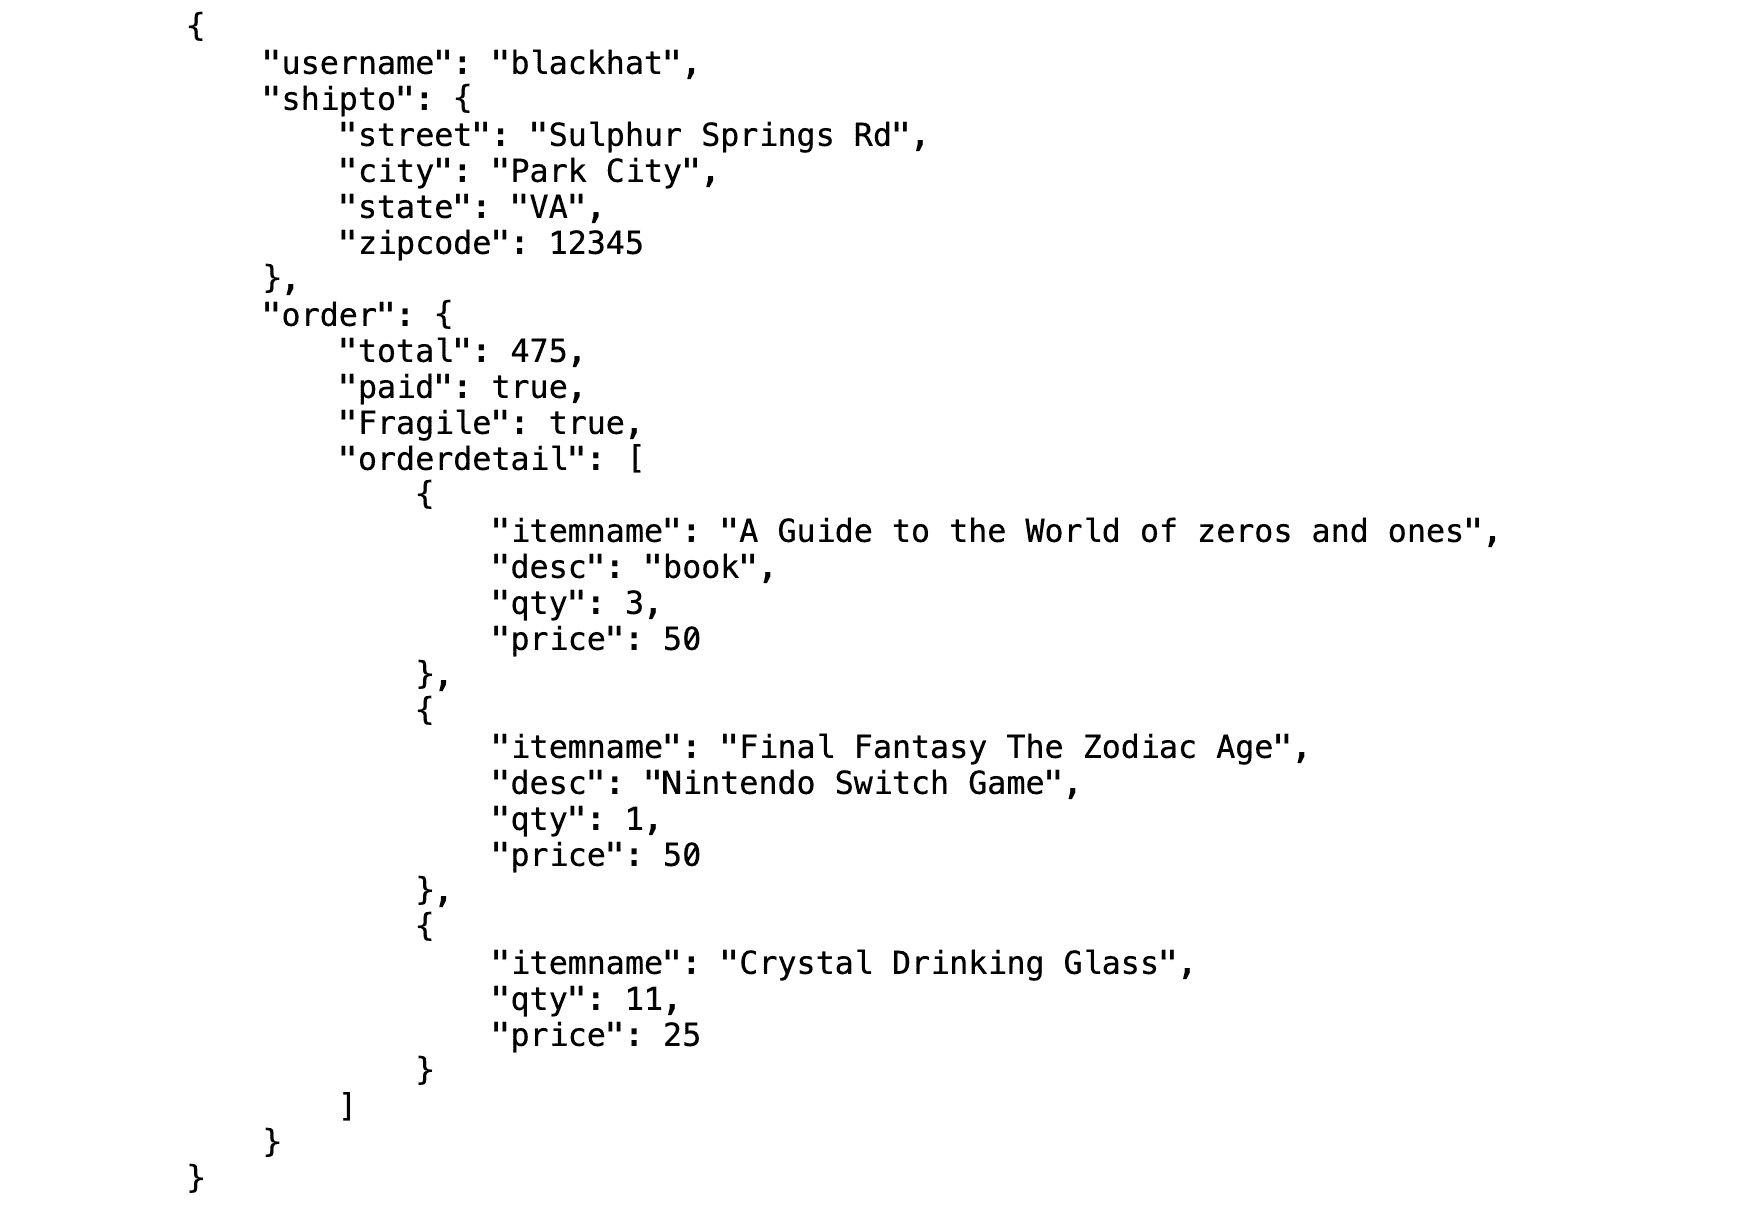 {
    "username": "blackhat",
    "shipto": {
        "street": "Sulphur Springs Rd",
        "city": "Park City",
        "state": "VA",
        "zipcode": 12345
    },
    "order": {
        "total": 475,
        "paid": true,
        "Fragile": true,
        "orderdetail": [
            {
                "itemname": "A Guide to the World of zeros and ones",
                "desc": "book",
                "qty": 3,
                "price": 50
            },
            {
                "itemname": "Final Fantasy The Zodiac Age",
                "desc": "Nintendo Switch Game",
                "qty": 1,
                "price": 50
            },
            {
                "itemname": "Crystal Drinking Glass",
                "qty": 11,
                "price": 25
            }
        ]
    }
}